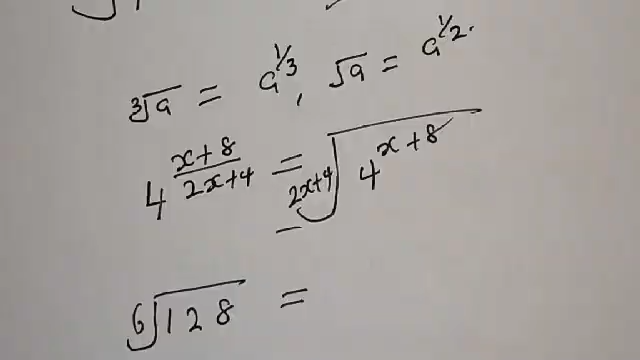 ∛a = a^{1/3}, √a = a^{1/2}.
4^{(x+8)/(2x+4)} = ^{2x+4}√(4^{x+8})
=
⁶√128 =